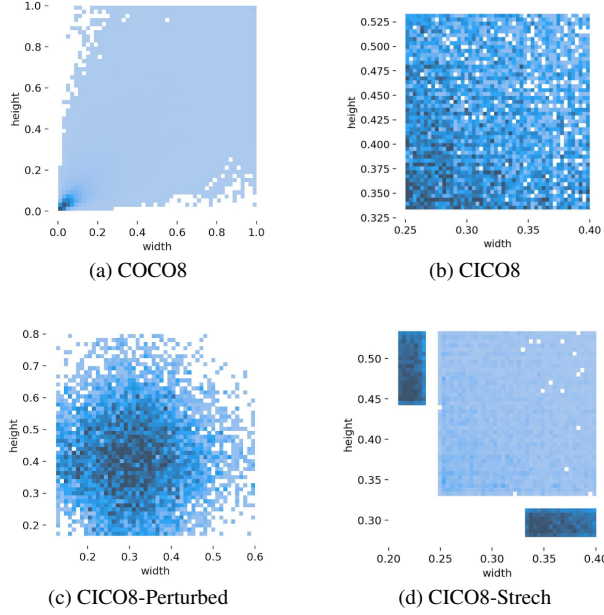 1.0
0.8
0.6
0.4
0.2
0.0
height
0.0 0.2 0.4 0.6 0.8 1.0
width
(a) COCO8
0.525
0.500
0.475
0.450
0.425
0.400
0.375
0.350
0.325
height
0.25 0.30 0.35 0.40
width
(b) CICO8
0.8
0.7
0.6
0.5
0.4
0.3
0.2
height
0.2 0.3 0.4 0.5 0.6
width
(c) CICO8-Perturbed
0.50
0.45
0.40
0.35
0.30
height
0.20 0.25 0.30 0.35 0.40
width
(d) CICO8-Strech